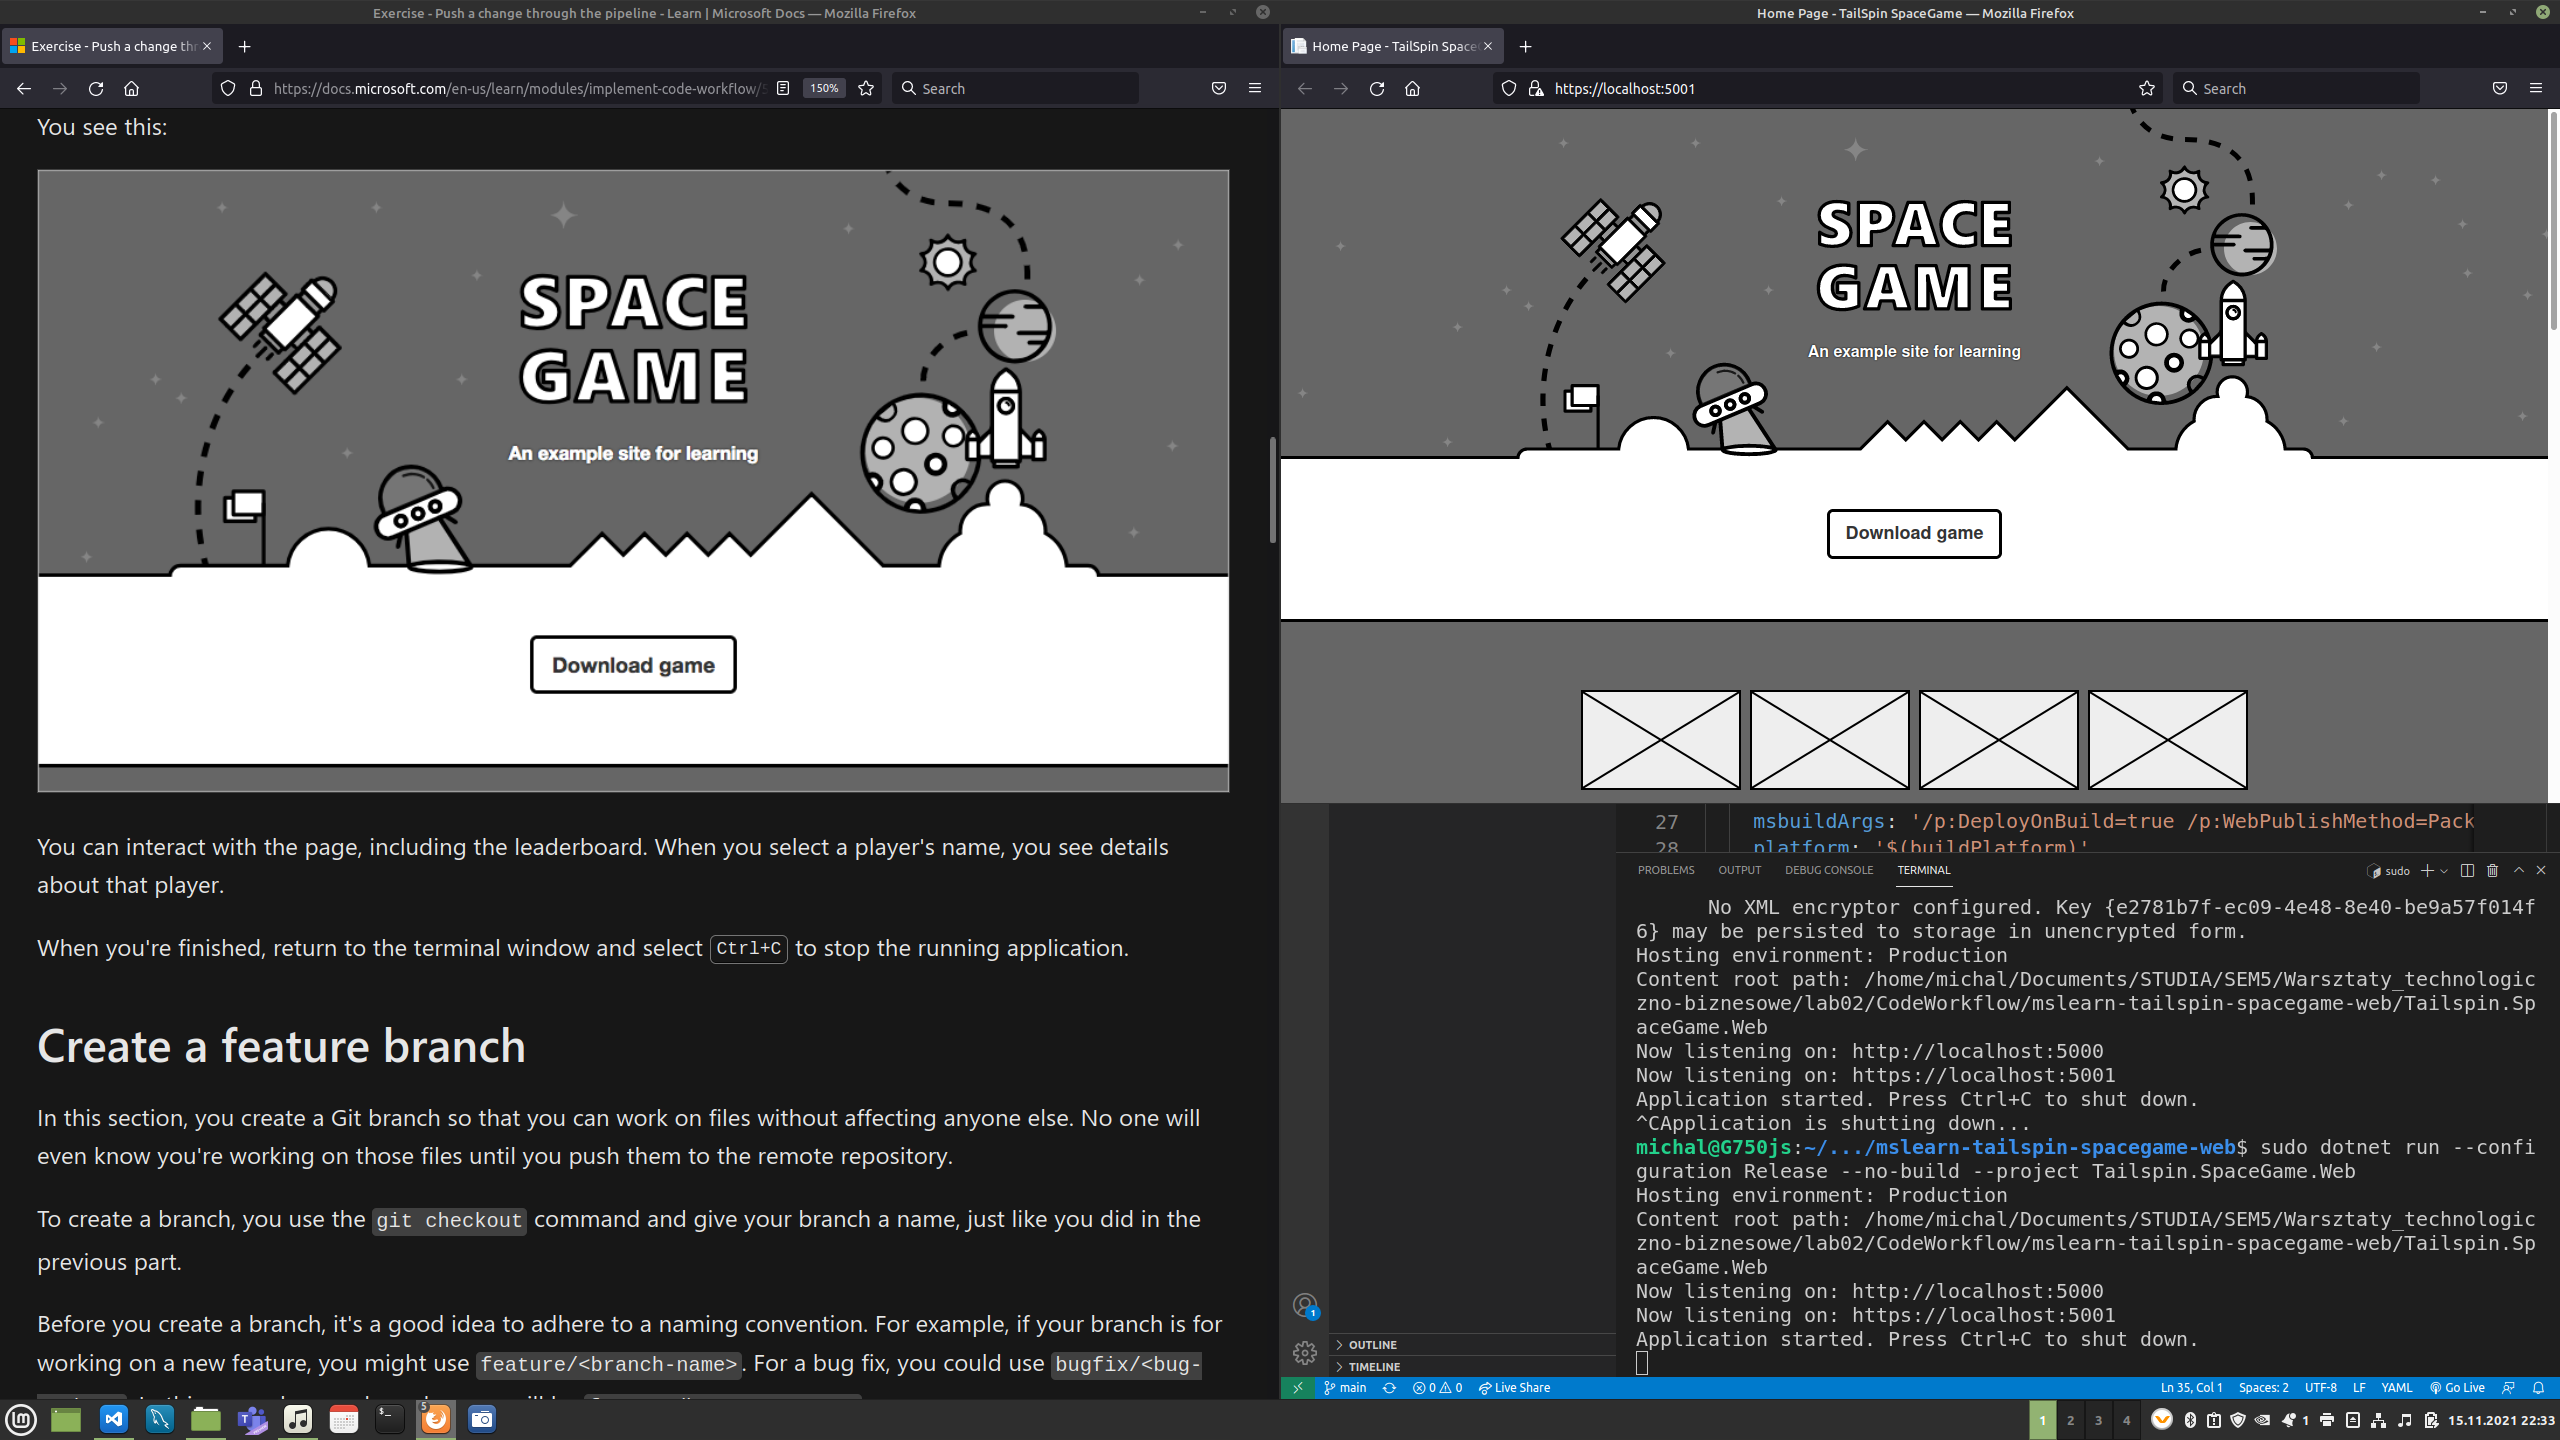 Exercise - Push a change through the pipeline - Learn | Microsoft Docs — Mozilla Firefox
Exercise - Push a change thr
https://docs.microsoft.com/en-us/learn/modules/implement-code-workflow/
150%
Search
You see this:
SPACE
GAME
An example site for learning
Download game
You can interact with the page, including the leaderboard. When you select a player's name, you see details
about that player.
When you're finished, return to the terminal window and select Ctrl+C to stop the running application.
Create a feature branch
In this section, you create a Git branch so that you can work on files without affecting anyone else. No one will
even know you're working on those files until you push them to the remote repository.
To create a branch, you use the git checkout command and give your branch a name, just like you did in the
previous part.
Before you create a branch, it's a good idea to adhere to a naming convention. For example, if your branch is for
working on a new feature, you might use feature/<branch-name>. For a bug fix, you could use bugfix/<bug-
Home Page - TailSpin SpaceGame — Mozilla Firefox
Home Page - TailSpin Space
https://localhost:5001
Search
SPACE
GAME
An example site for learning
Download game
27 msbuildArgs: '/p:DeployOnBuild=true /p:WebPublishMethod=Pack
28 platform: '$(buildPlatform)'
PROBLEMS OUTPUT DEBUG CONSOLE TERMINAL
sudo
No XML encryptor configured. Key {e2781b7f-ec09-4e48-8e40-be9a57f014f
6} may be persisted to storage in unencrypted form.
Hosting environment: Production
Content root path: /home/michal/Documents/STUDIA/SEM5/Warsztaty_technologic
zno-biznesowe/lab02/CodeWorkflow/mslearn-tailspin-spacegame-web/Tailspin.Sp
aceGame.Web
Now listening on: http://localhost:5000
Now listening on: https://localhost:5001
Application started. Press Ctrl+C to shut down.
^CApplication is shutting down...
michal@G750js:~/.../mslearn-tailspin-spacegame-web$ sudo dotnet run --confi
guration Release --no-build --project Tailspin.SpaceGame.Web
Hosting environment: Production
Content root path: /home/michal/Documents/STUDIA/SEM5/Warsztaty_technologic
zno-biznesowe/lab02/CodeWorkflow/mslearn-tailspin-spacegame-web/Tailspin.Sp
aceGame.Web
Now listening on: http://localhost:5000
Now listening on: https://localhost:5001
Application started. Press Ctrl+C to shut down.
1
OUTLINE
TIMELINE
main 0 0 Live Share
Ln 35, Col 1 Spaces: 2 UTF-8 LF YAML Go Live
5
1 2 3 4
1
15.11.2021 22:33